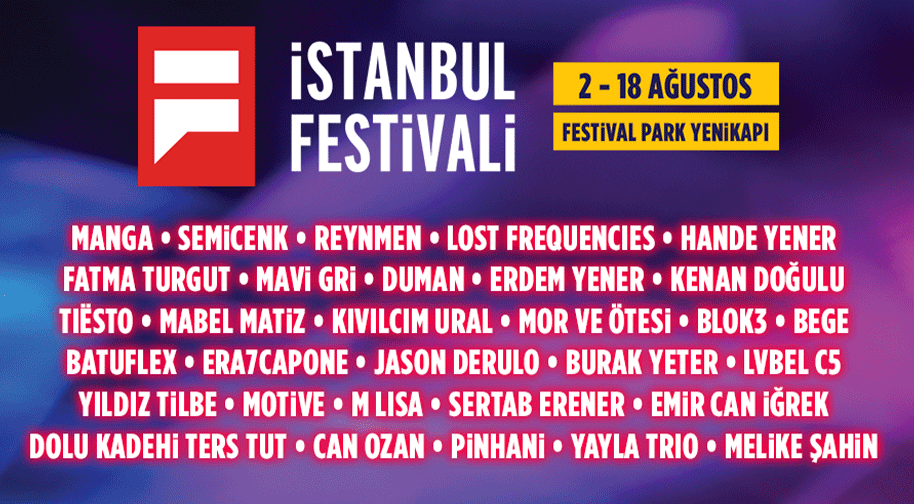 İSTANBUL
FESTİVALİ
2 - 18 AĞUSTOS
FESTİVAL PARK YENİKAPI
MANGA • SEMİCENK • REYNMEN • LOST FREQUENCIES • HANDE YENER
FATMA TURGUT • MAVİ GRİ • DUMAN • ERDEM YENER • KENAN DOĞULU
TIËSTO • MABEL MATİZ • KIVILCIM URAL • MOR VE ÖTESİ • BLOK3 • BEGE
BATUFLEX • ERA7CAPONE • JASON DERULO • BURAK YETER • LVBEL C5
YILDIZ TİLBE • MOTİVE • M LISA • SERTAB ERENER • EMİR CAN İĞREK
DOLU KADEHİ TERS TUT • CAN OZAN • PİNHANİ • YAYLA TRIO • MELİKE ŞAHİN